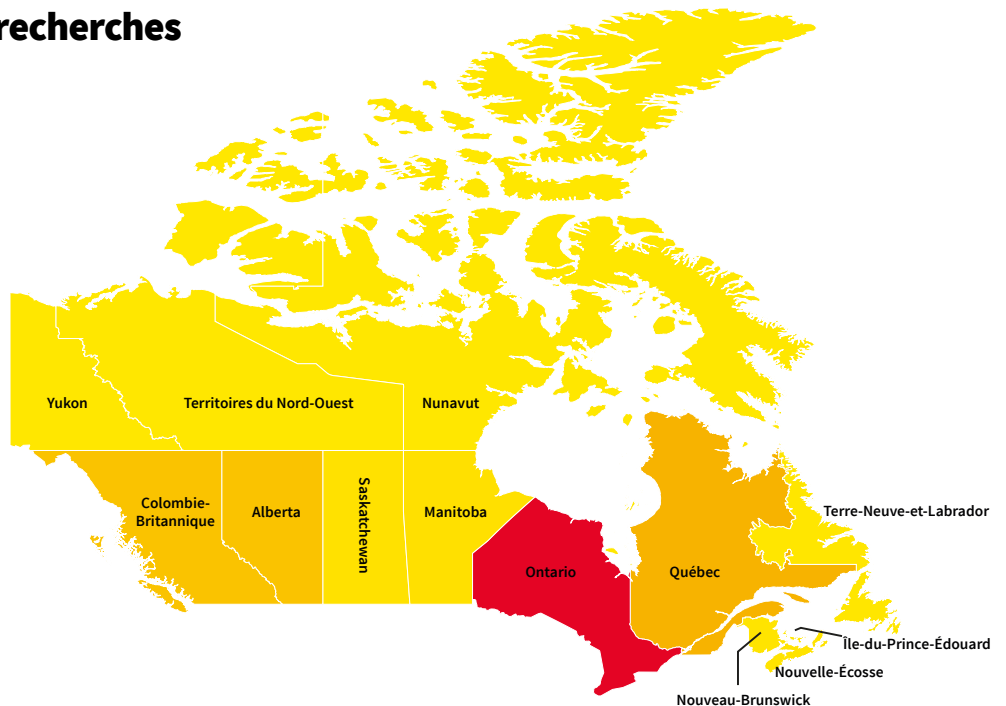 recherches
Yukon
Territoires du Nord-Ouest
Nunavut
Colombie-
Britannique
Alberta
Saskatchewan
Manitoba
Ontario
Québec
Terre-Neuve-et-Labrador
Île-du-Prince-Édouard
Nouvelle-Écosse
Nouveau-Brunswick